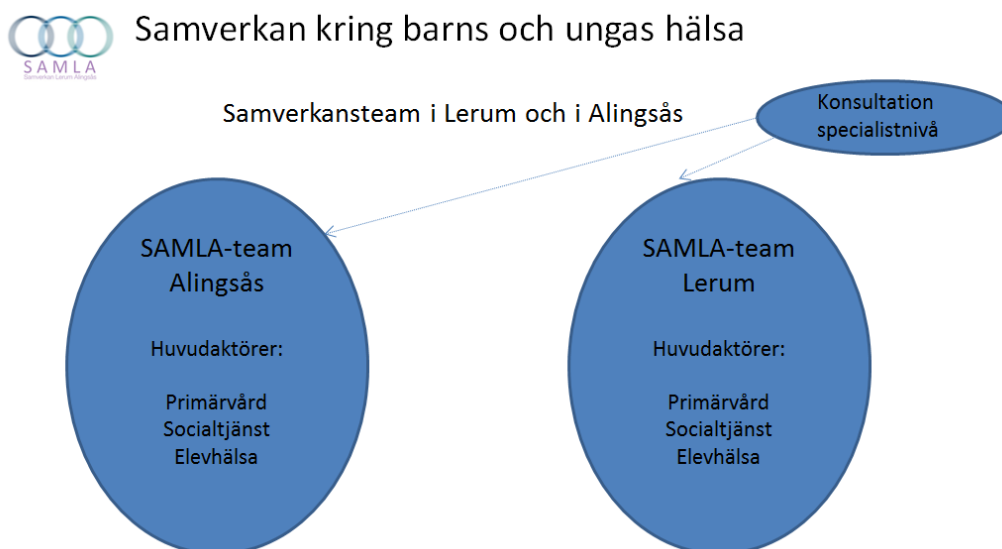 SAMLA
Samverkan Lerum Alingsås
Samverkan kring barns och ungas hälsa
Samverkansteam i Lerum och i Alingsås
Konsultation
specialistnivå
SAMLA-team
Alingsås
Huvudaktörer:
Primärvård
Socialtjänst
Elevhälsa
SAMLA-team
Lerum
Huvudaktörer:
Primärvård
Socialtjänst
Elevhälsa